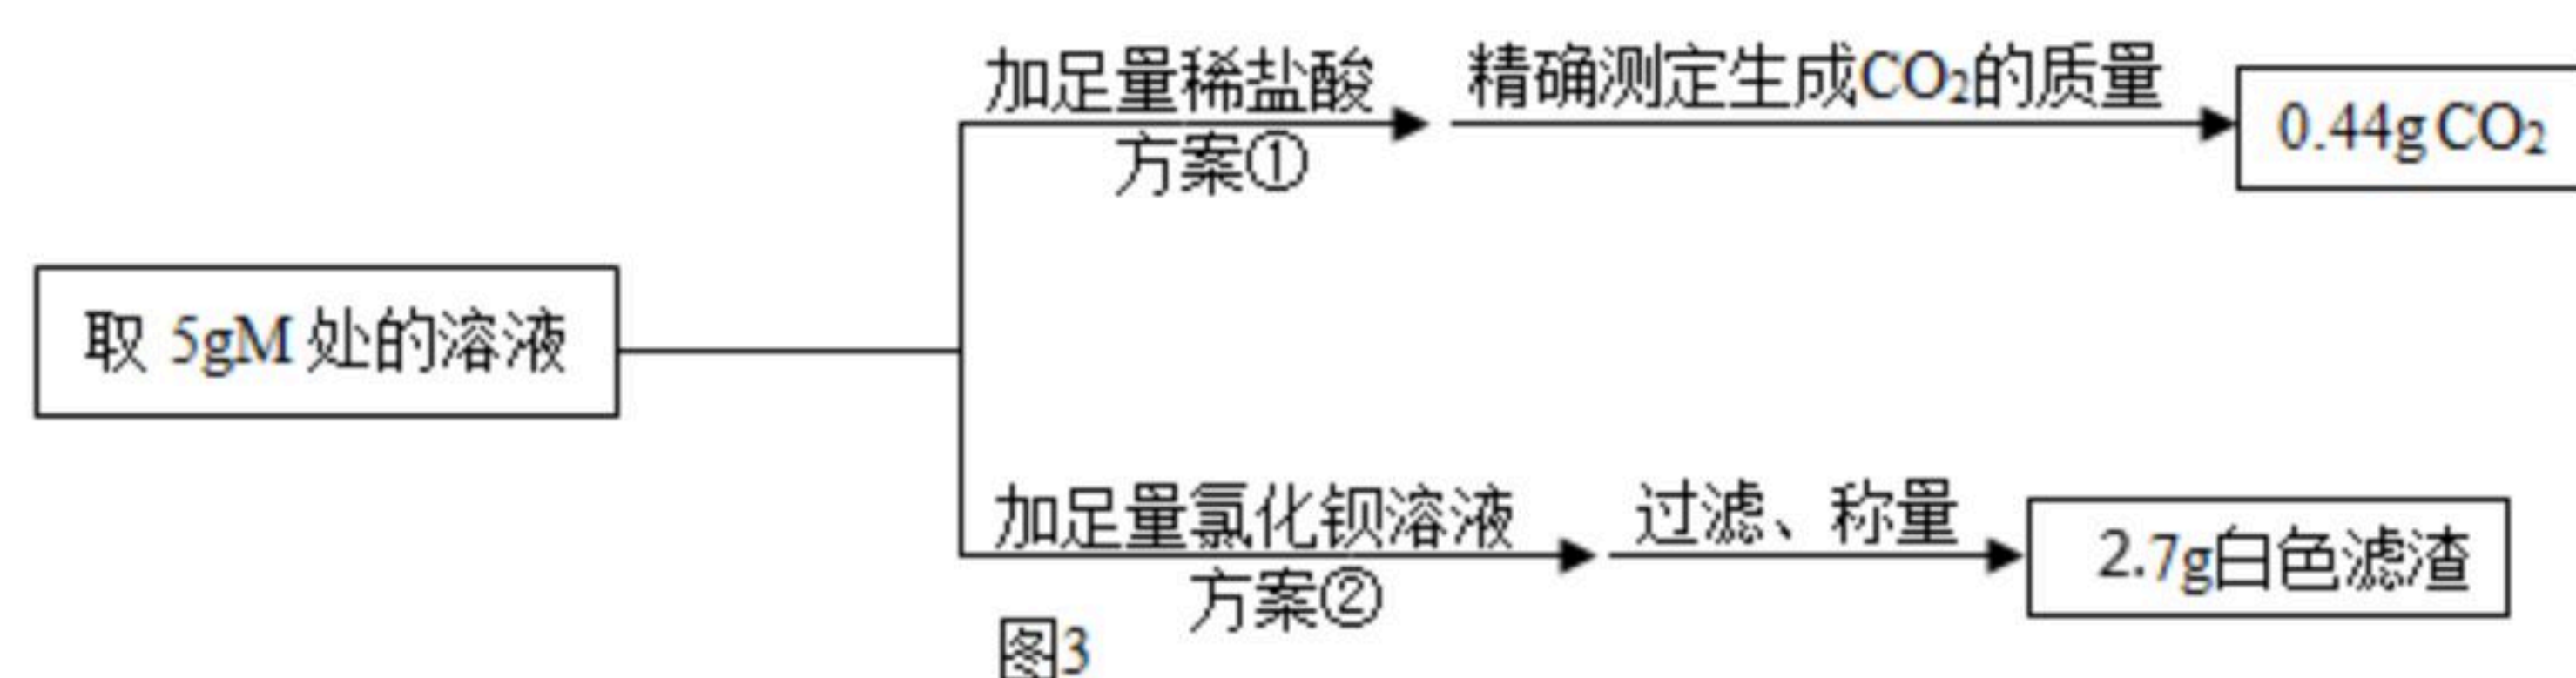 加足量稀盐酸
精确测定生成CO₂的质量
方案①
0.44g CO₂
取 5gM 处的溶液
加足量氯化钡溶液
过滤、称量
方案②
2.7g白色滤渣
图3